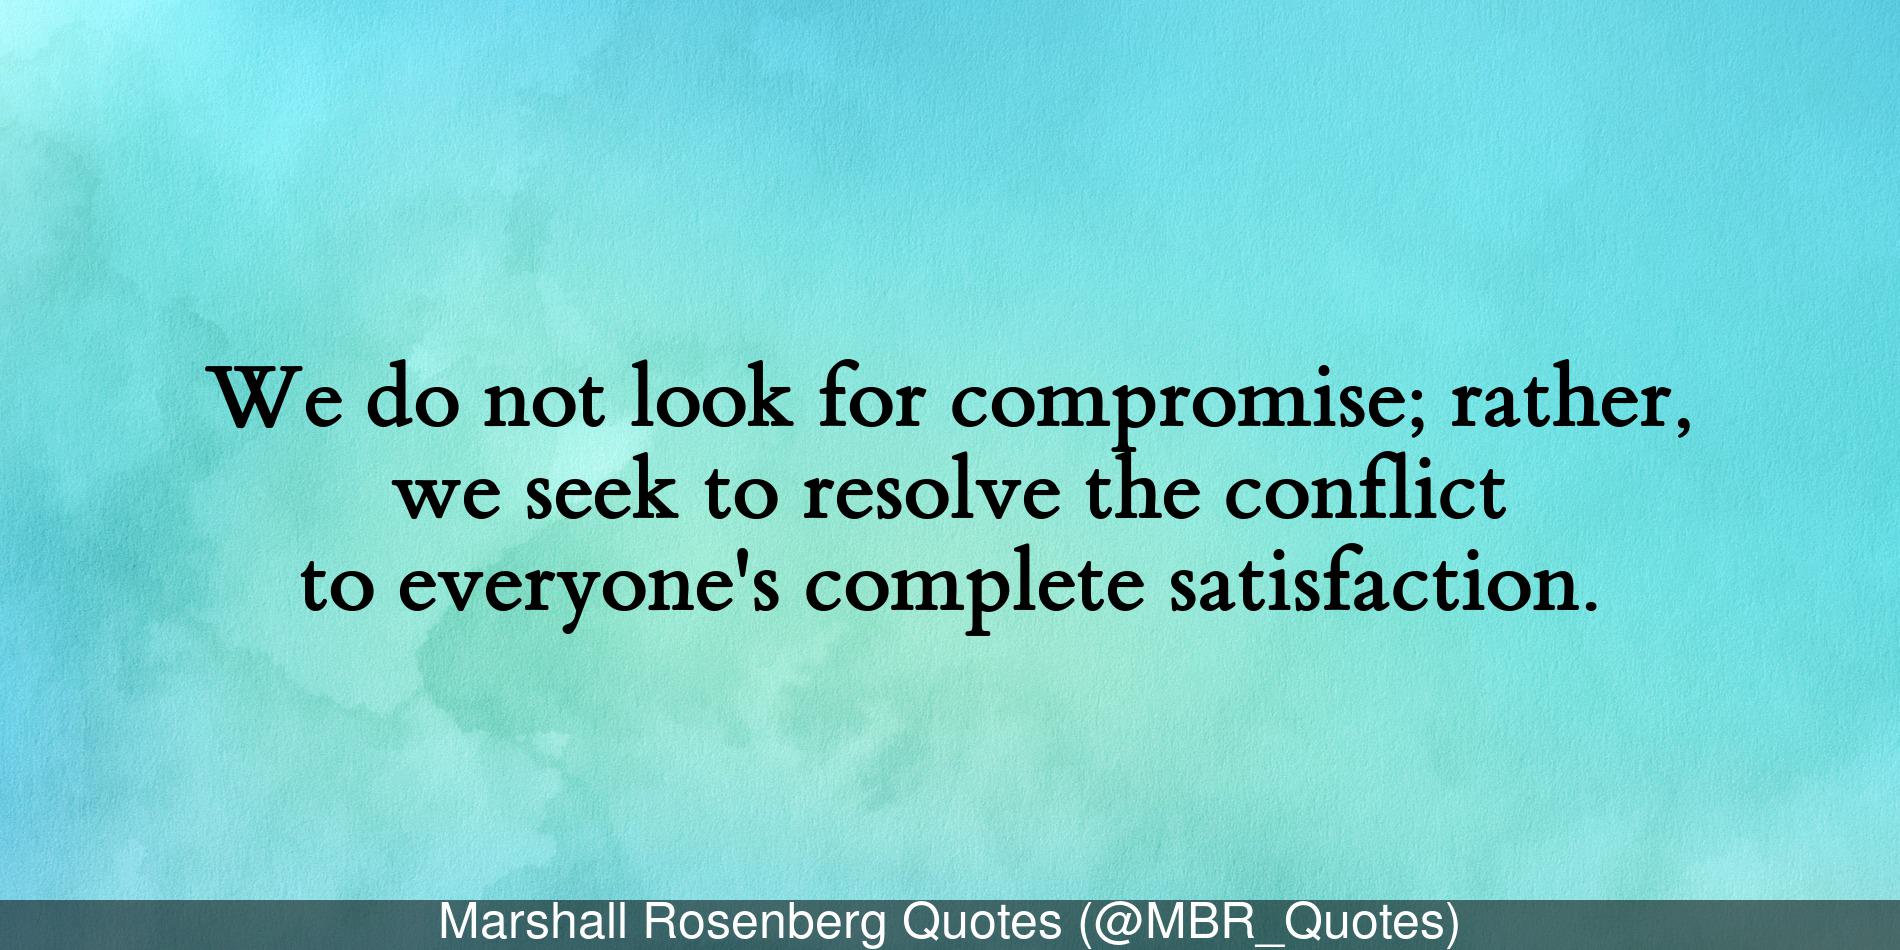 We do not look for compromise; rather,
we seek to resolve the conflict
to everyone's complete satisfaction.
Marshall Rosenberg Quotes (@MBR_Quotes)